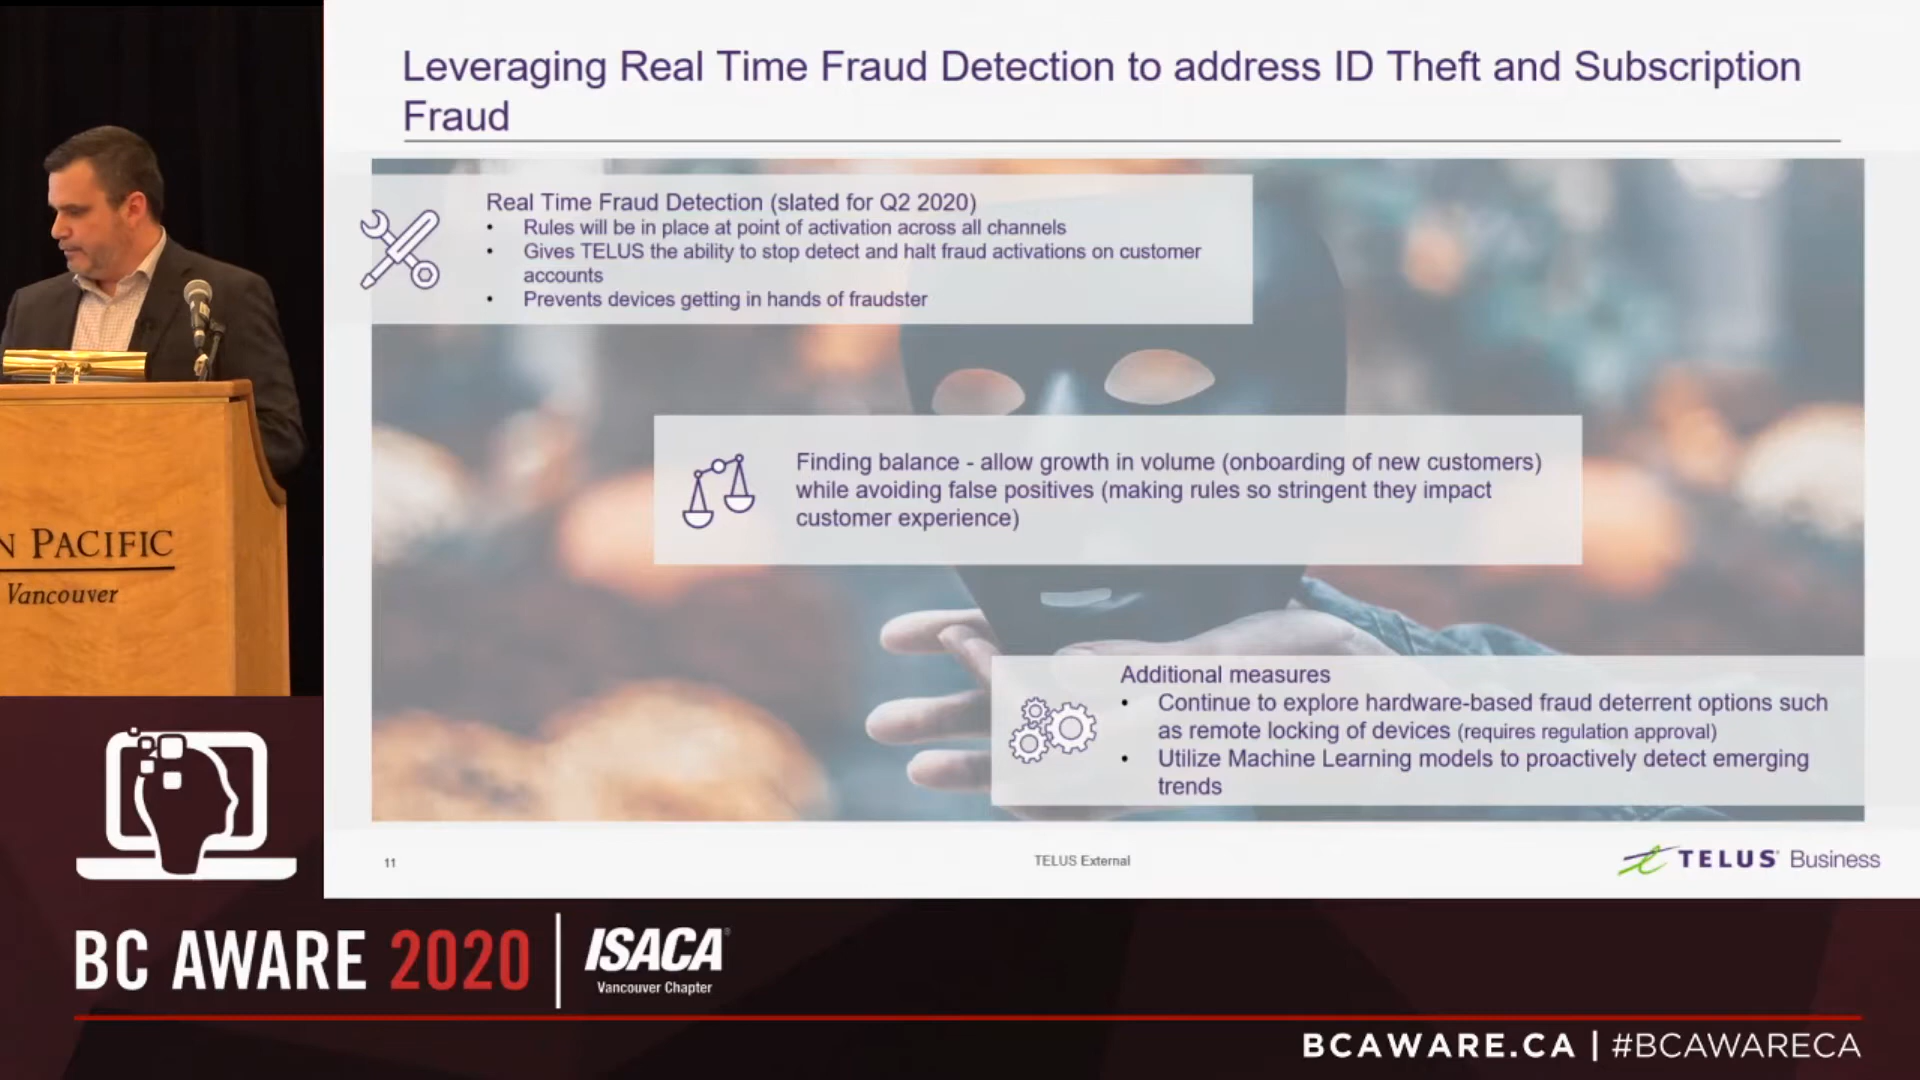 Leveraging Real Time Fraud Detection to address ID Theft and Subscription
Fraud
Real Time Fraud Detection (slated for Q2 2020)
• Rules will be in place at point of activation across all channels
• Gives TELUS the ability to stop detect and halt fraud activations on customer
accounts
• Prevents devices getting in hands of fraudster
Finding balance - allow growth in volume (onboarding of new customers)
while avoiding false positives (making rules so stringent they impact
customer experience)
Additional measures
• Continue to explore hardware-based fraud deterrent options such
as remote locking of devices (requires regulation approval)
• Utilize Machine Learning models to proactively detect emerging
trends
11
TELUS External
TELUS Business
N PACIFIC
Vancouver
BC AWARE 2020
ISACA
Vancouver Chapter
BCAWARE.CA | #BCAWARECA